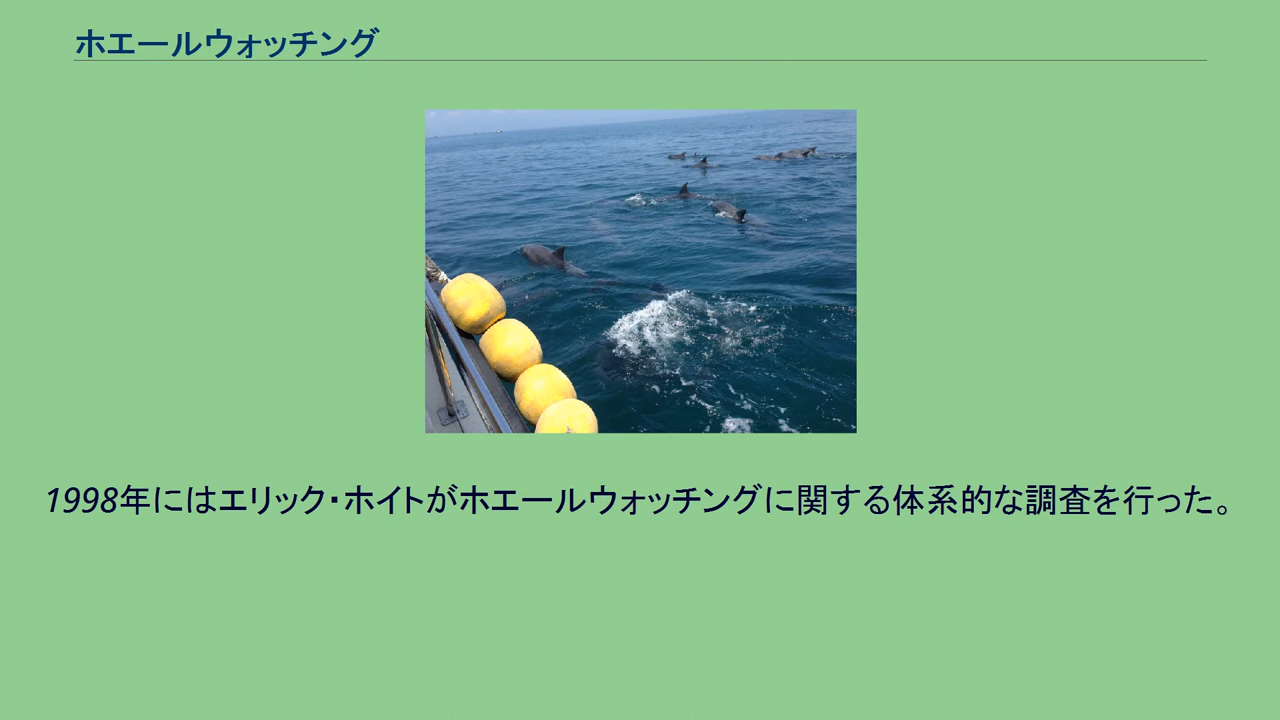 ホエールウォッチング
1998年にはエリック・ホイトがホエールウォッチングに関する体系的な調査を行った。